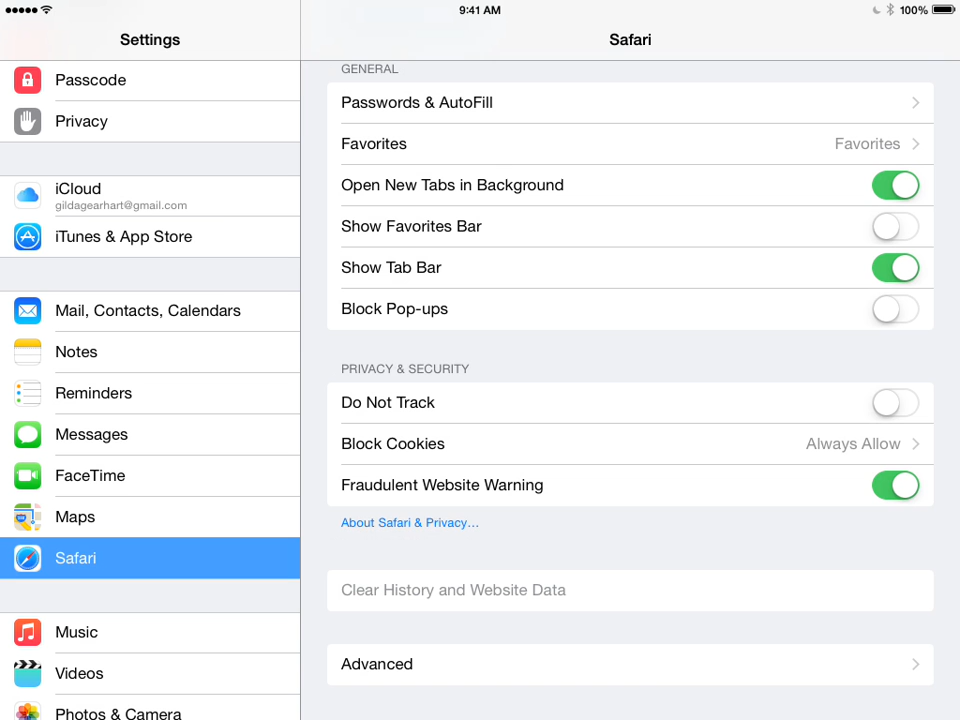 9:41 AM
100%
Settings
Safari
Passcode
Privacy
iCloud
gildagearhart@gmail.com
iTunes & App Store
Mail, Contacts, Calendars
Notes
Reminders
Messages
FaceTime
Maps
Safari
Music
Videos
Photos & Camera
GENERAL
Passwords & AutoFill
Favorites Favorites
Open New Tabs in Background
Show Favorites Bar
Show Tab Bar
Block Pop-ups
PRIVACY & SECURITY
Do Not Track
Block Cookies Always Allow
Fraudulent Website Warning
About Safari & Privacy…
Clear History and Website Data
Advanced